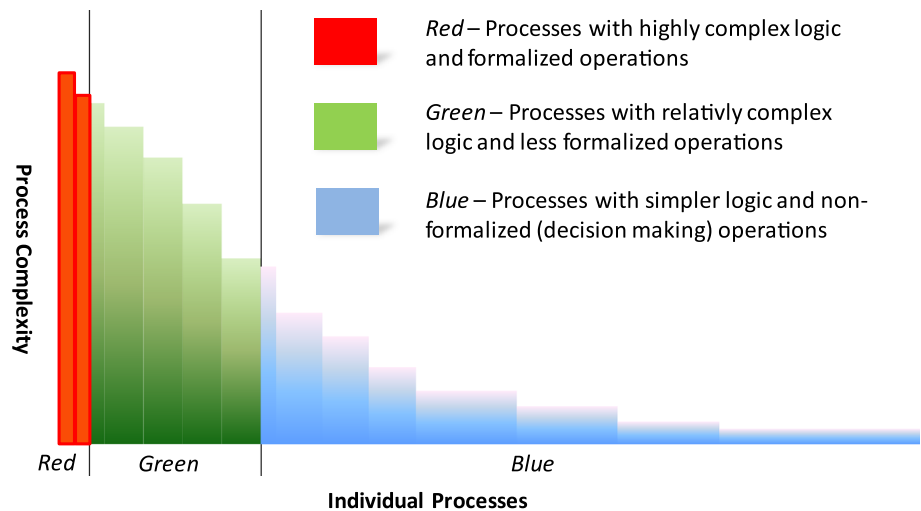 Red – Processes with highly complex logic
and formalized operations
Green – Processes with relativly complex
logic and less formalized operations
Blue – Processes with simpler logic and non-
formalized (decision making) operations
Process Complexity
Red
Green
Blue
Individual Processes